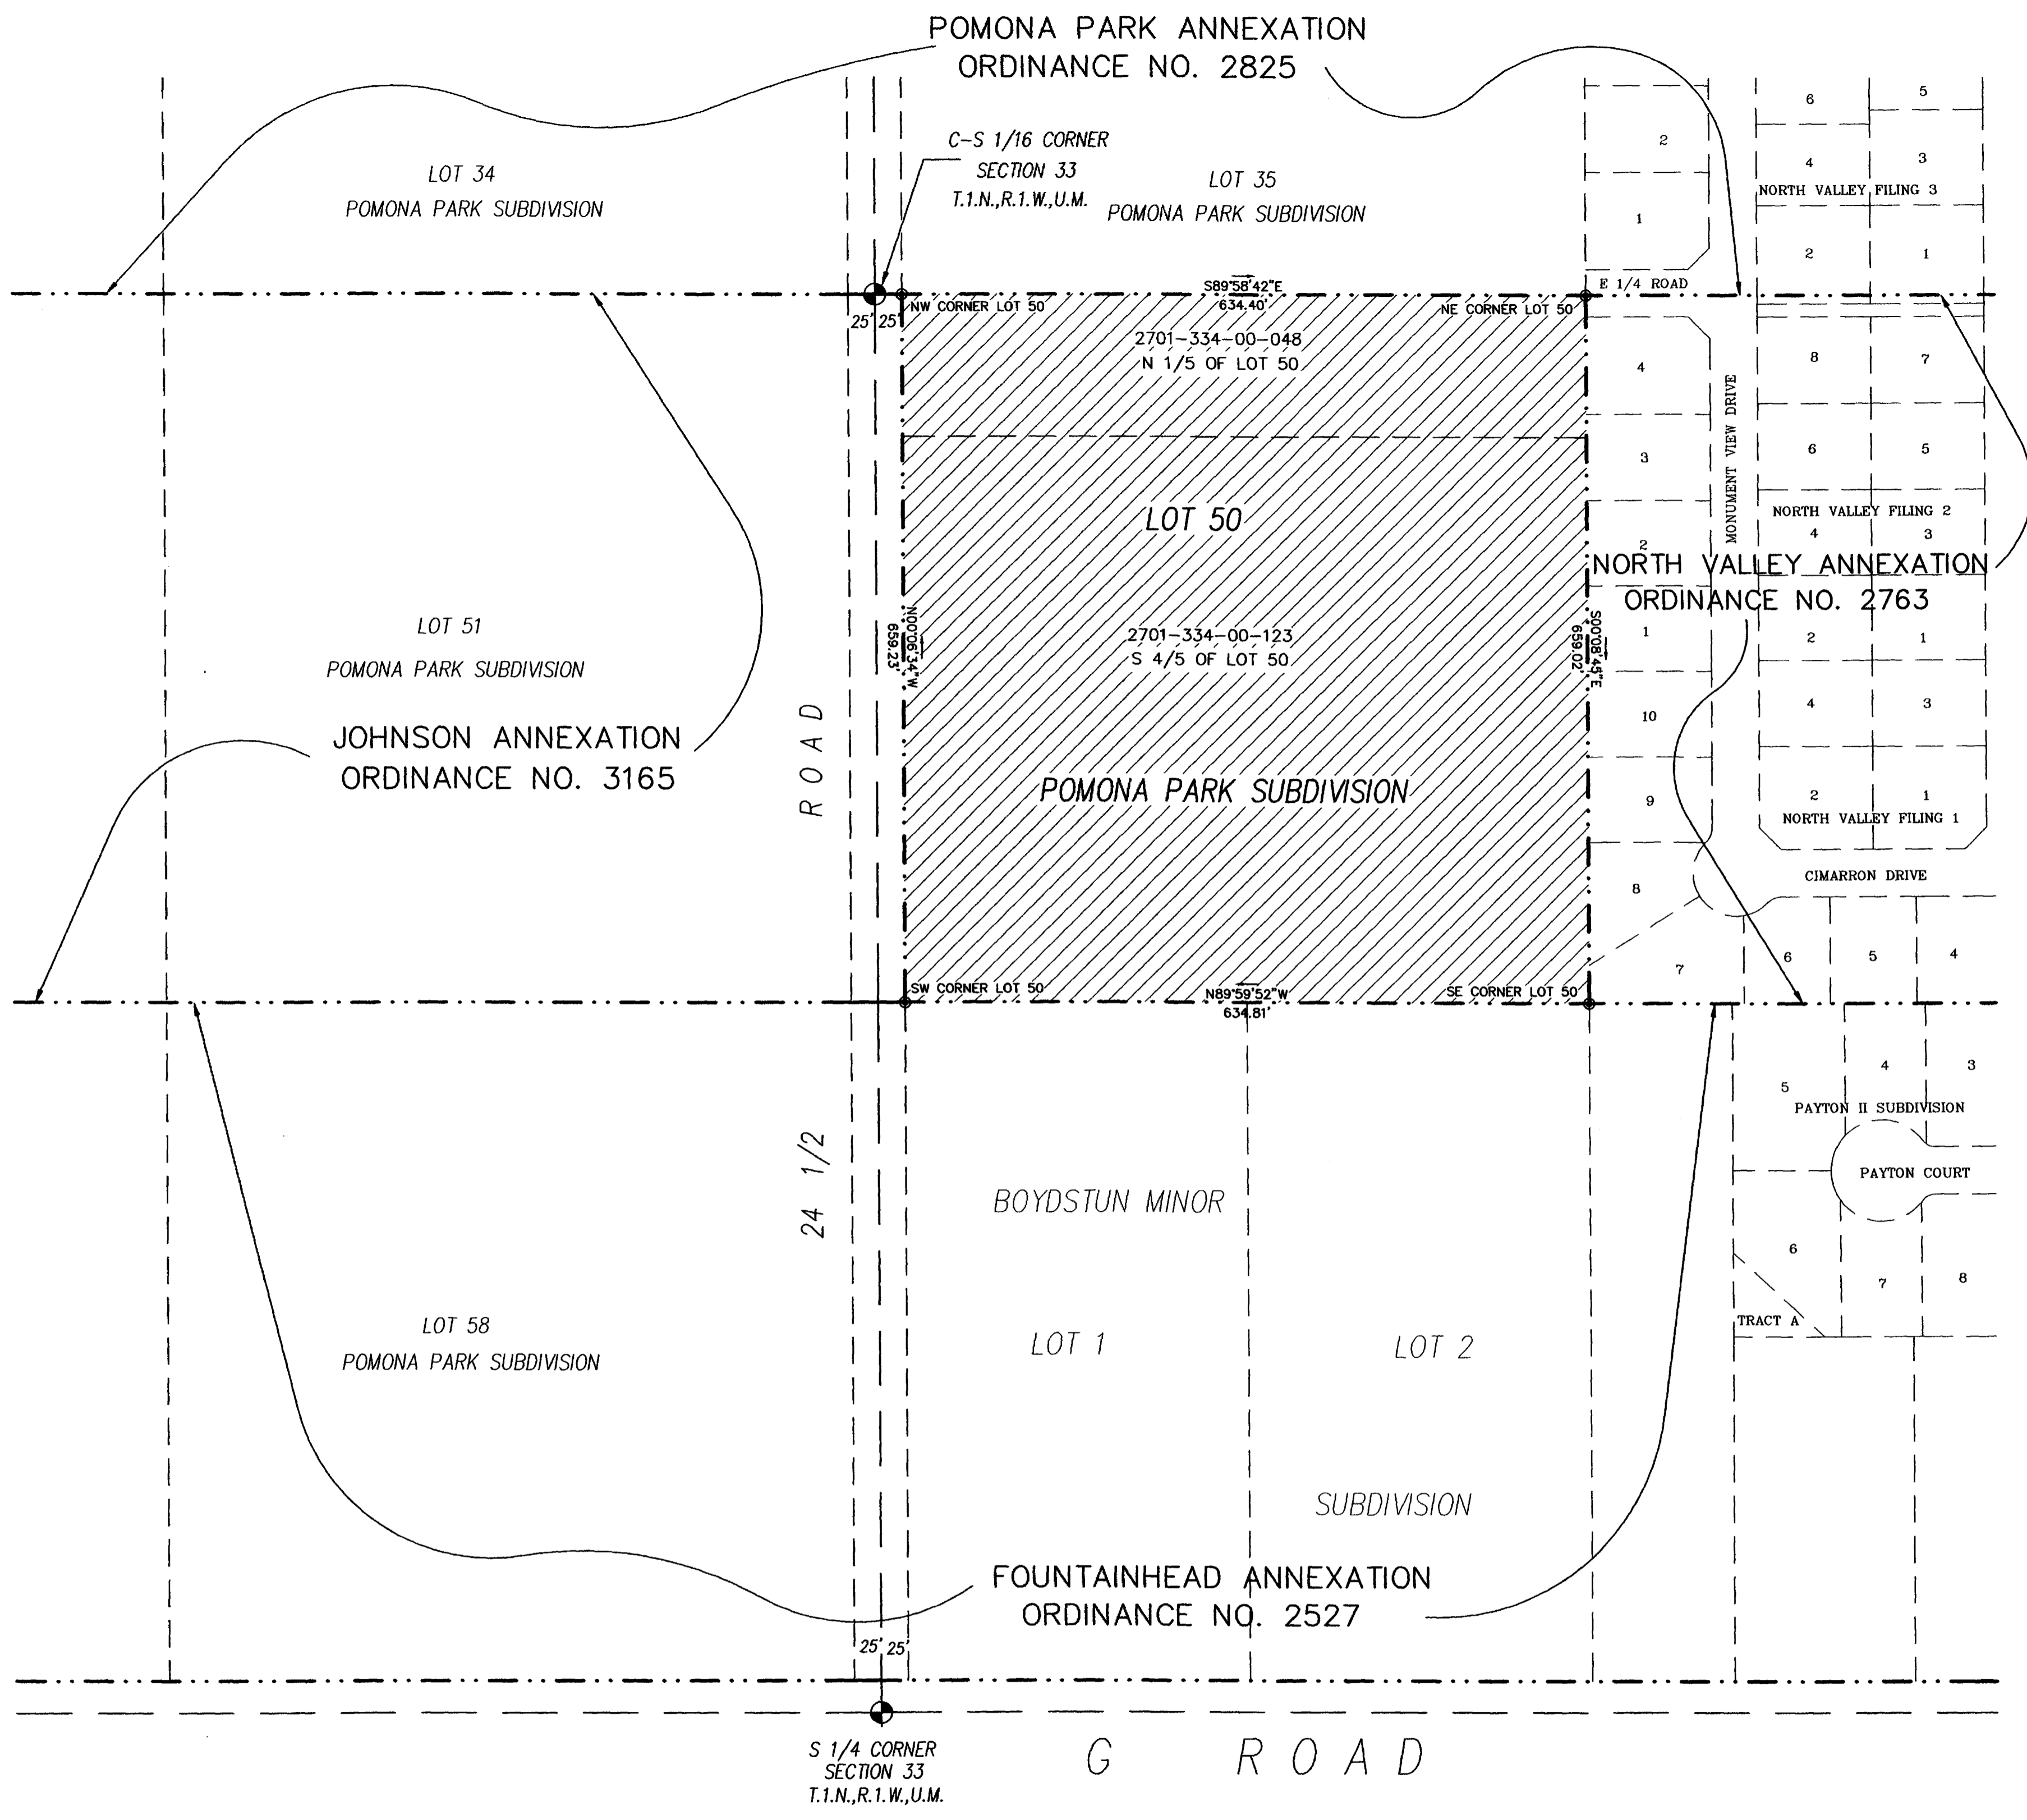 POMONA PARK ANNEXATION
ORDINANCE NO. 2825
C-S 1/16 CORNER
SECTION 33
T.1.N.,R.1.W.,U.M.
LOT 34
POMONA PARK SUBDIVISION
LOT 35
POMONA PARK SUBDIVISION
2
1
6
5
4
3
NORTH VALLEY FILING 3
2
1
E 1/4 ROAD
S89°58'42"E
634.40'
25' 25'
NW CORNER LOT 50
NE CORNER LOT 50
2701-334-00-048
N 1/5 OF LOT 50
4
3
2
1
10
9
8
7
MONUMENT VIEW DRIVE
8
7
6
5
NORTH VALLEY FILING 2
4
3
LOT 50
NORTH VALLEY ANNEXATION
ORDINANCE NO. 2763
2
1
4
3
2
1
NORTH VALLEY FILING 1
CIMARRON DRIVE
6
5
4
LOT 51
POMONA PARK SUBDIVISION
N00°06'34"W
659.23'
2701-334-00-123
S 4/5 OF LOT 50
S00°08'45"E
659.02'
JOHNSON ANNEXATION
ORDINANCE NO. 3165
POMONA PARK SUBDIVISION
24 1/2 ROAD
SW CORNER LOT 50
SE CORNER LOT 50
N89°59'52"W
634.81'
5
4
3
PAYTON II SUBDIVISION
PAYTON COURT
6
7
8
TRACT A
BOYDSTUN MINOR
LOT 1
LOT 2
SUBDIVISION
LOT 58
POMONA PARK SUBDIVISION
FOUNTAINHEAD ANNEXATION
ORDINANCE NO. 2527
25' 25'
S 1/4 CORNER
SECTION 33
T.1.N.,R.1.W.,U.M.
G ROAD